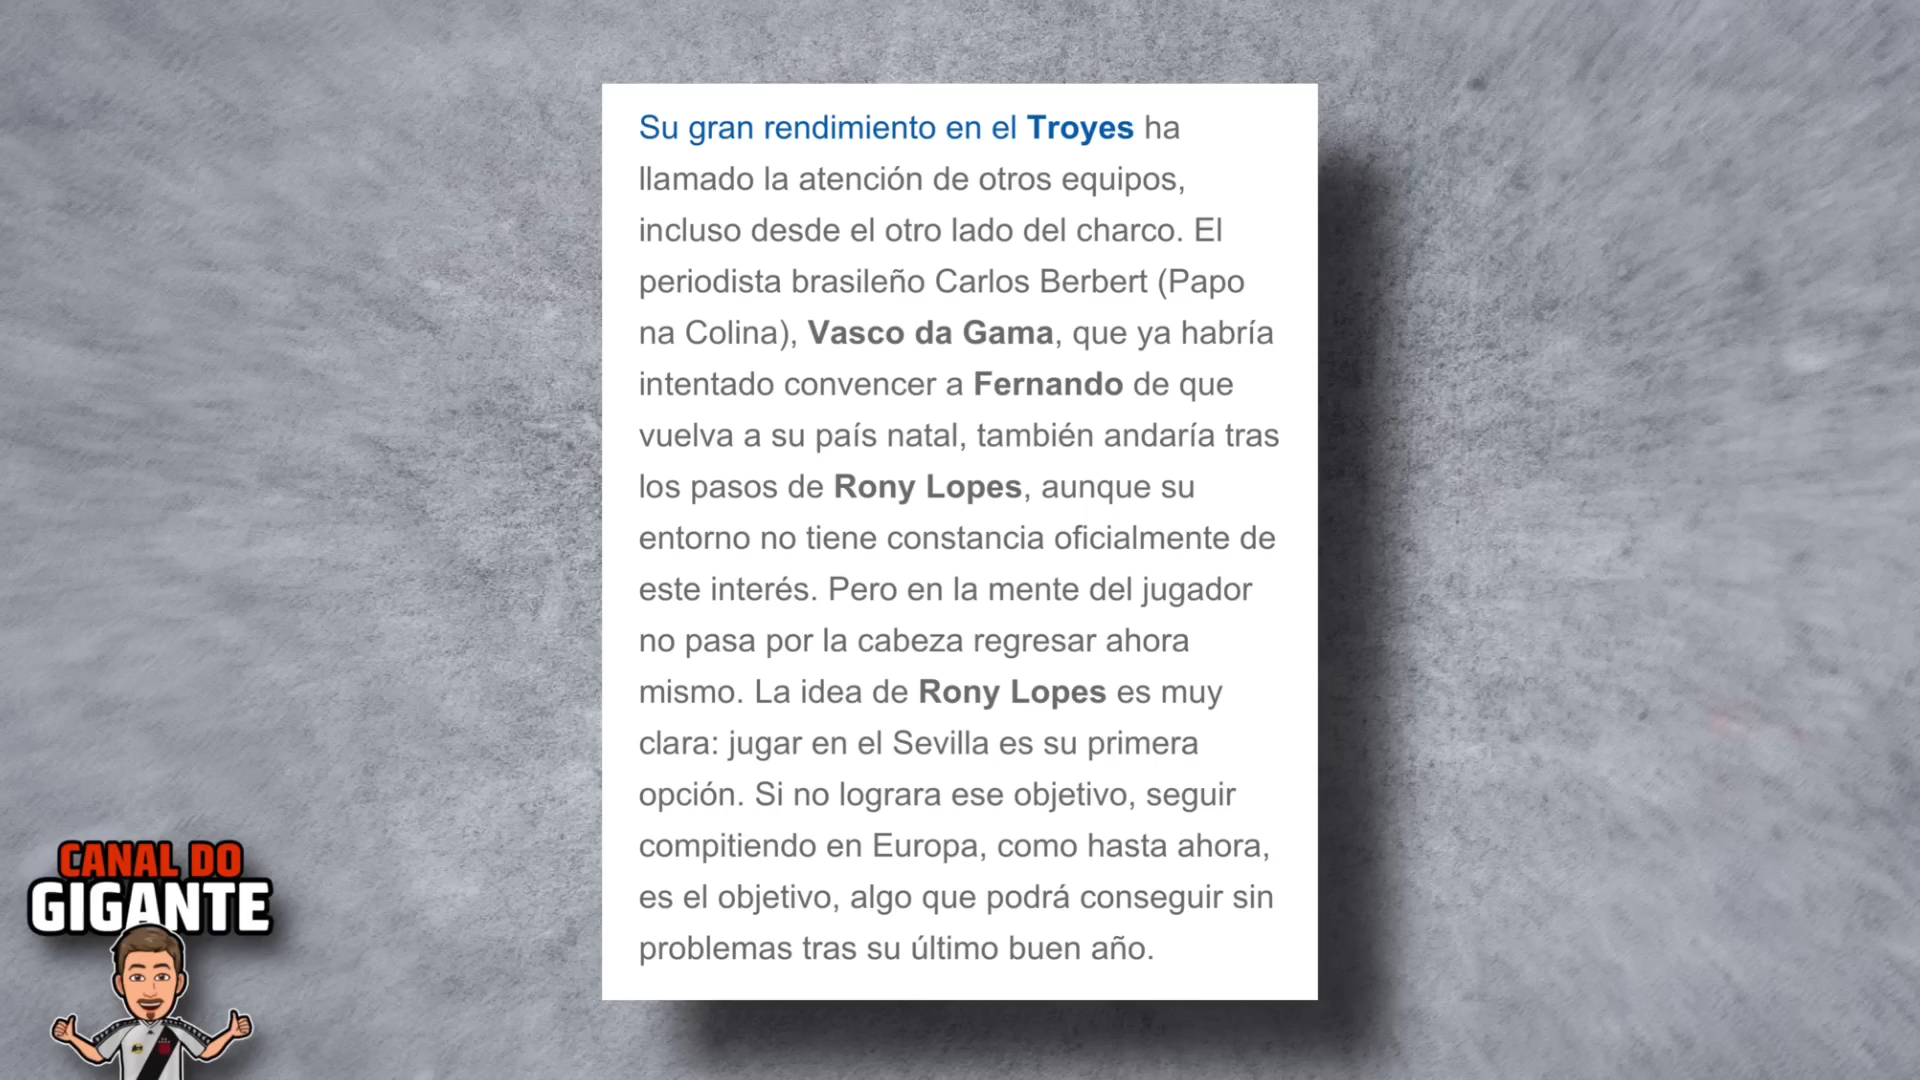 Su gran rendimiento en el Troyes ha
llamado la atención de otros equipos,
incluso desde el otro lado del charco. El
periodista brasileño Carlos Berbert (Papo
na Colina), Vasco da Gama, que ya habría
intentado convencer a Fernando de que
vuelva a su país natal, también andaría tras
los pasos de Rony Lopes, aunque su
entorno no tiene constancia oficialmente de
este interés. Pero en la mente del jugador
no pasa por la cabeza regresar ahora
mismo. La idea de Rony Lopes es muy
clara: jugar en el Sevilla es su primera
opción. Si no lograra ese objetivo, seguir
compitiendo en Europa, como hasta ahora,
es el objetivo, algo que podrá conseguir sin
problemas tras su último buen año.
CANAL DO
GIGANTE